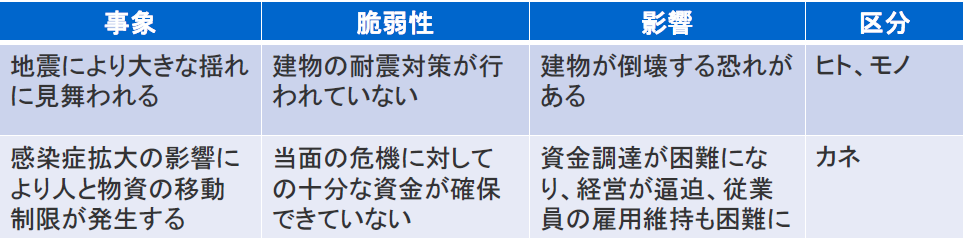 事象 脆弱性 影響 区分
地震により大きな揺れ
に見舞われる
建物の耐震対策が行
われていない
建物が倒壊する恐れが
ある
ヒト、モノ
感染症拡大の影響に
より人と物資の移動
制限が発生する
当面の危機に対して
の十分な資金が確保
できていない
資金調達が困難にな
り、経営が逼迫、従業
員の雇用維持も困難に
カネ